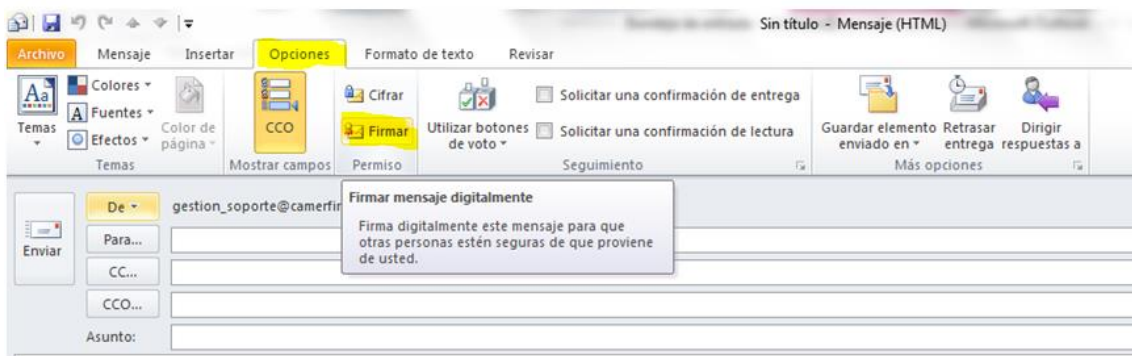 Sin título - Mensaje (HTML)
Archivo Mensaje Insertar Opciones Formato de texto Revisar
Aa Colores Cifrar Solicitar una confirmación de entrega
A Fuentes
Temas Efectos Color de página CCO Firmar Utilizar botones de voto Solicitar una confirmación de lectura Guardar elemento enviado en Retrasar entrega Dirigir respuestas a
Temas Mostrar campos Permiso Seguimiento Más opciones
Firmar mensaje digitalmente
Firma digitalmente este mensaje para que
otras personas estén seguras de que proviene
de usted.
De gestion_soporte@camerfir
Enviar
Para...
CC...
CCO...
Asunto: